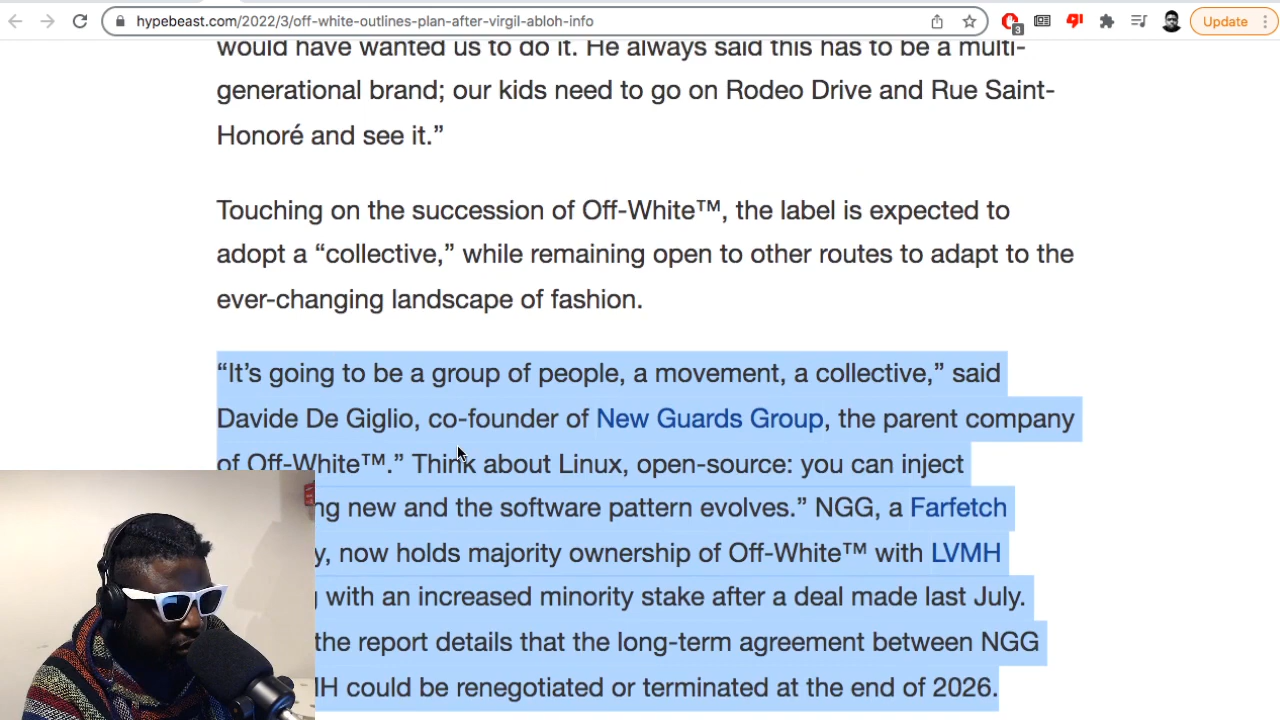 hypebeast.com/2022/3/off-white-outlines-plan-after-virgil-abloh-info
3
Update
would have wanted us to do it. He always said this has to be a multi-
generational brand; our kids need to go on Rodeo Drive and Rue Saint-
Honoré and see it.”
Touching on the succession of Off-White™, the label is expected to
adopt a “collective,” while remaining open to other routes to adapt to the
ever-changing landscape of fashion.
“It’s going to be a group of people, a movement, a collective,” said
Davide De Giglio, co-founder of New Guards Group, the parent company
of Off-White™.” Think about Linux, open-source: you can inject
new and the software pattern evolves.” NGG, a Farfetch
now holds majority ownership of Off-White™ with LVMH
with an increased minority stake after a deal made last July.
the report details that the long-term agreement between NGG
could be renegotiated or terminated at the end of 2026.